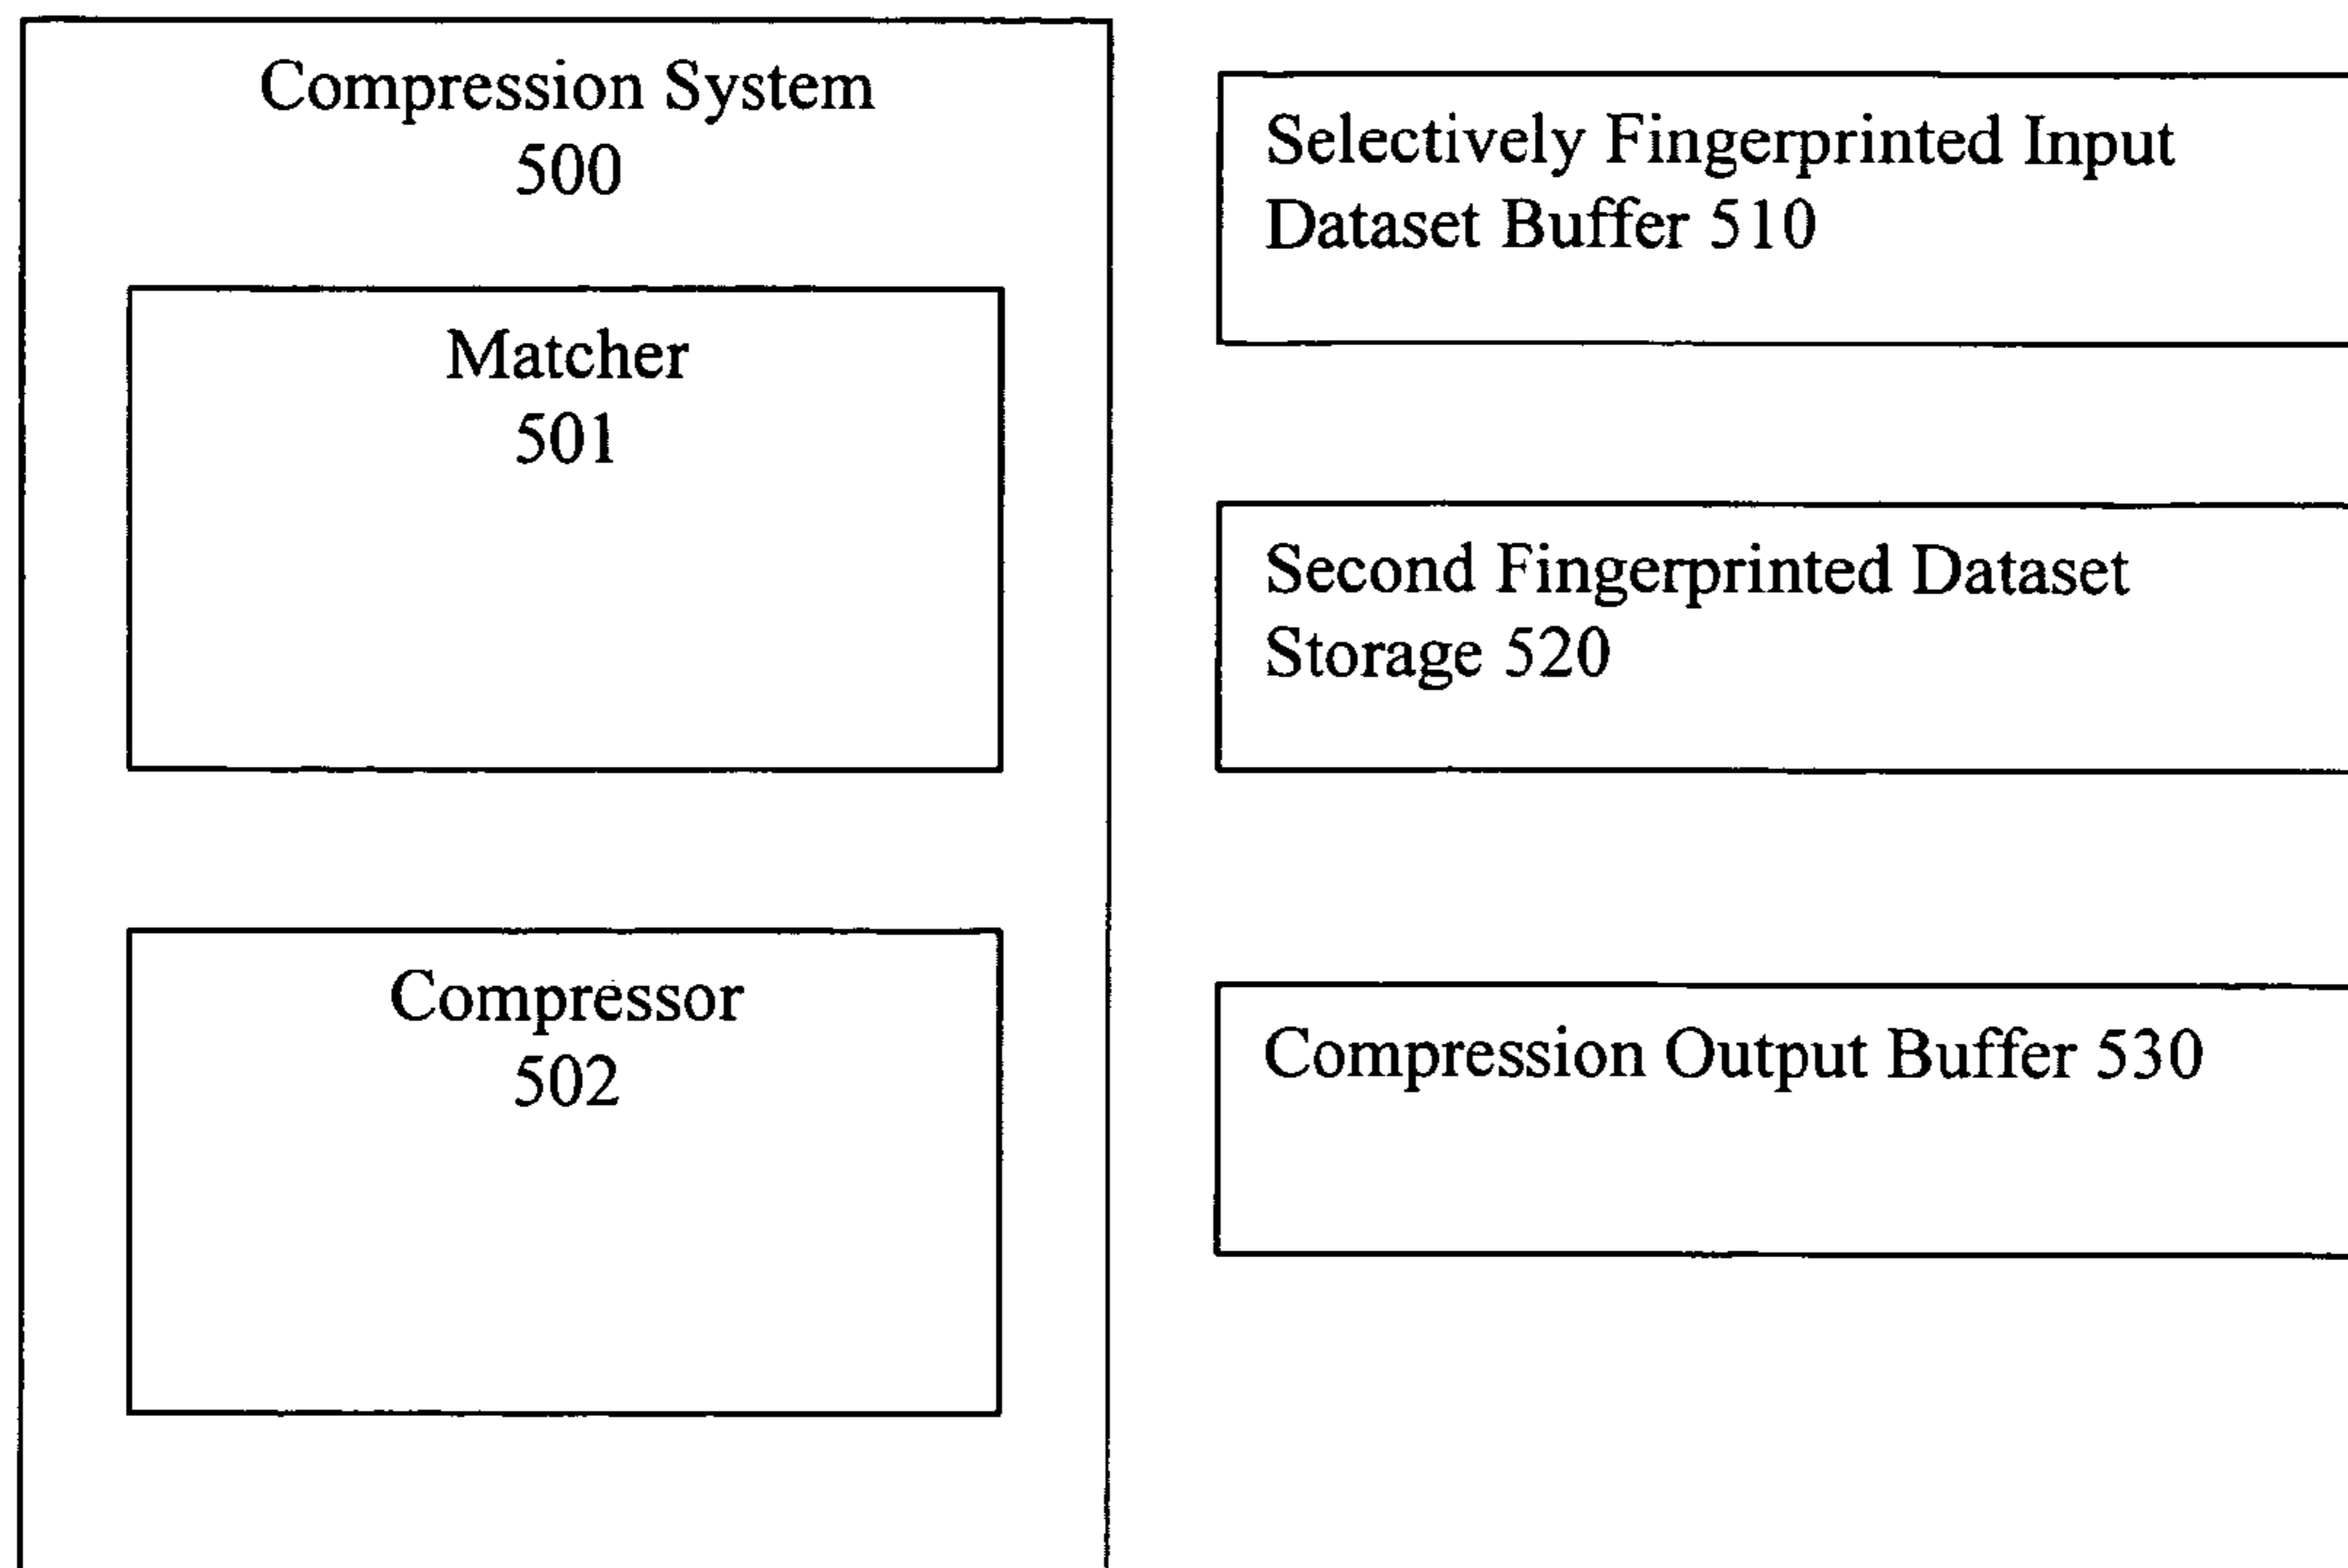 Compression System
500
Matcher
501
Compressor
502
Selectively Fingerprinted Input
Dataset Buffer 510
Second Fingerprinted Dataset
Storage 520
Compression Output Buffer 530